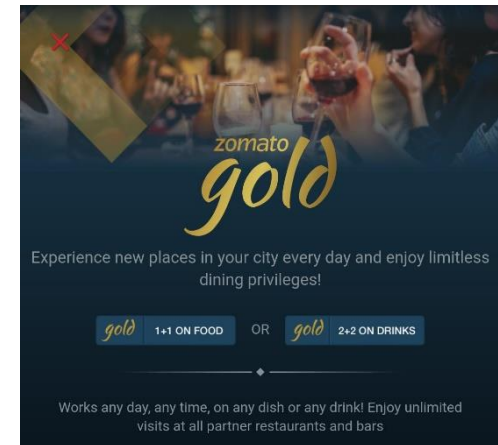 zomato
gold
Experience new places in your city every day and enjoy limitless
dining privileges!
gold 1+1 ON FOOD OR gold 2+2 ON DRINKS
Works any day, any time, on any dish or any drink! Enjoy unlimited
visits at all partner restaurants and bars